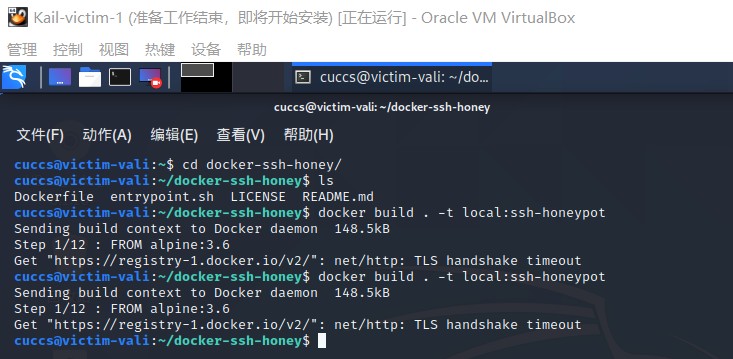 Kail-victim-1 (准备工作结束，即将开始安装) [正在运行] - Oracle VM VirtualBox
管理 控制 视图 热键 设备 帮助
cuccs@victim-vali: ~/do...
cuccs@victim-vali: ~/docker-ssh-honey
文件(F) 动作(A) 编辑(E) 查看(V) 帮助(H)
cuccs@victim-vali:~$ cd docker-ssh-honey/
cuccs@victim-vali:~/docker-ssh-honey$ ls
Dockerfile entrypoint.sh LICENSE README.md
cuccs@victim-vali:~/docker-ssh-honey$ docker build . -t local:ssh-honeypot
Sending build context to Docker daemon 148.5kB
Step 1/12 : FROM alpine:3.6
Get "https://registry-1.docker.io/v2/": net/http: TLS handshake timeout
cuccs@victim-vali:~/docker-ssh-honey$ docker build . -t local:ssh-honeypot
Sending build context to Docker daemon 148.5kB
Step 1/12 : FROM alpine:3.6
Get "https://registry-1.docker.io/v2/": net/http: TLS handshake timeout
cuccs@victim-vali:~/docker-ssh-honey$